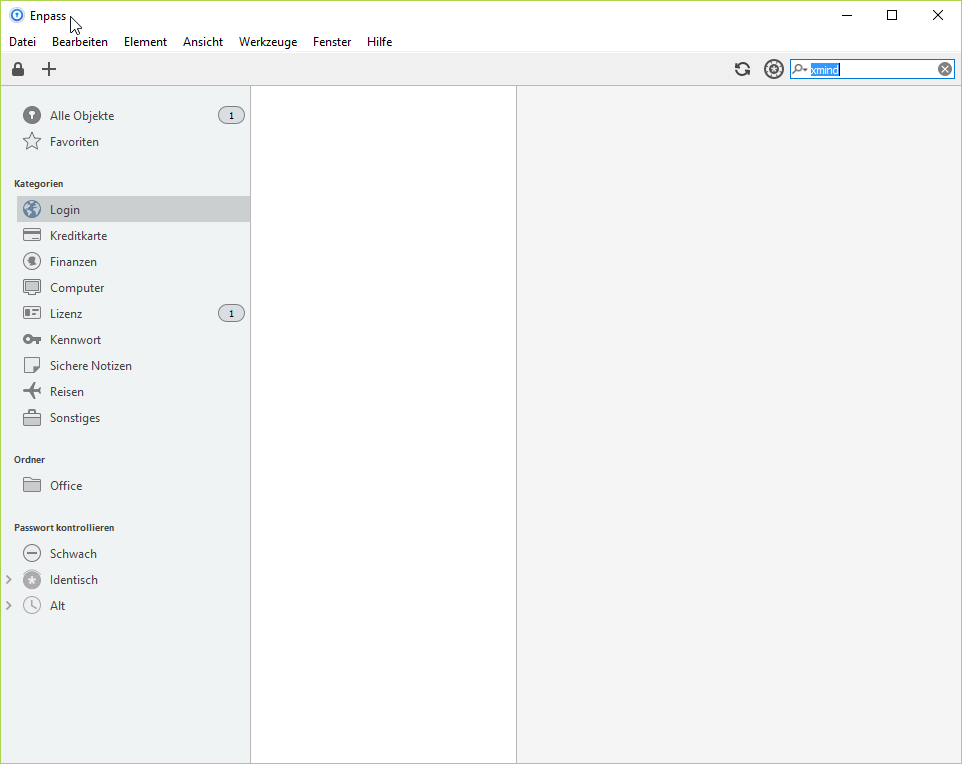 Enpass
Datei Bearbeiten Element Ansicht Werkzeuge Fenster Hilfe
xmind
Alle Objekte 1
Favoriten
Kategorien
Login
Kreditkarte
Finanzen
Computer
Lizenz 1
Kennwort
Sichere Notizen
Reisen
Sonstiges
Ordner
Office
Passwort kontrollieren
Schwach
Identisch
Alt